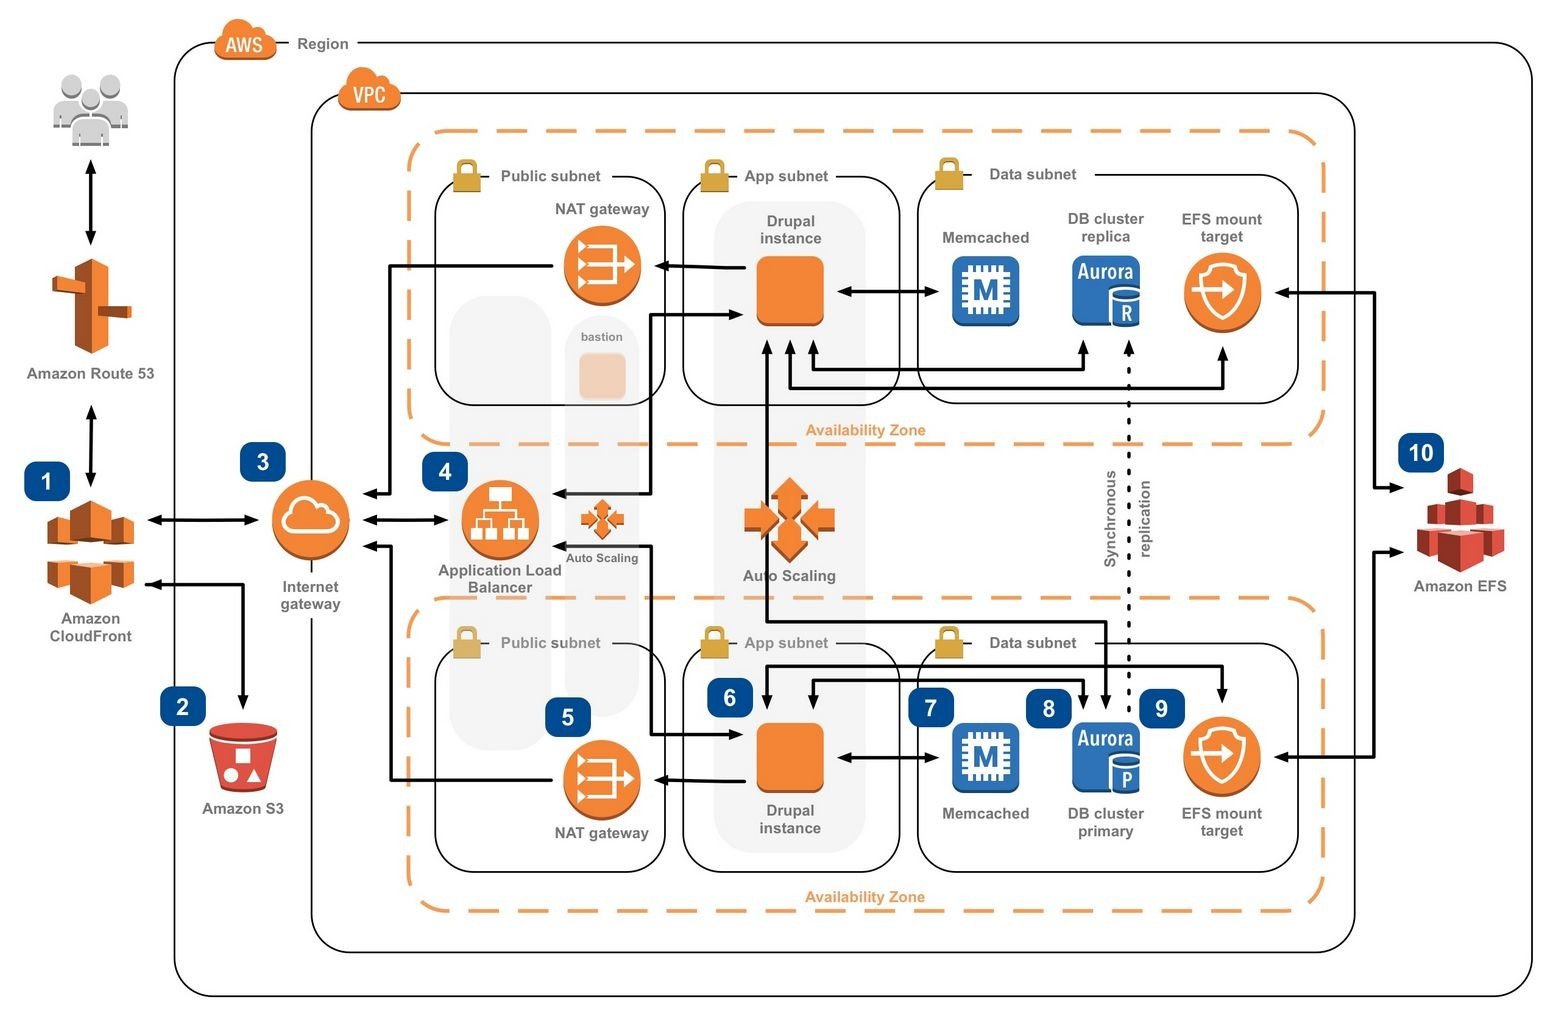 AWS
Region
VPC
Public subnet
App subnet
Data subnet
NAT gateway
Drupal
instance
Memcached
DB cluster
replica
EFS mount
target
Aurora
R
M
bastion
Amazon Route 53
Availability Zone
1
3
4
10
Synchronous
replication
Internet
gateway
Application Load
Balancer
Auto Scaling
Auto Scaling
Amazon EFS
Amazon
CloudFront
2
Amazon S3
Public subnet
App subnet
Data subnet
5
6
7
8
9
M
Aurora
P
NAT gateway
Drupal
instance
Memcached
DB cluster
primary
EFS mount
target
Availability Zone